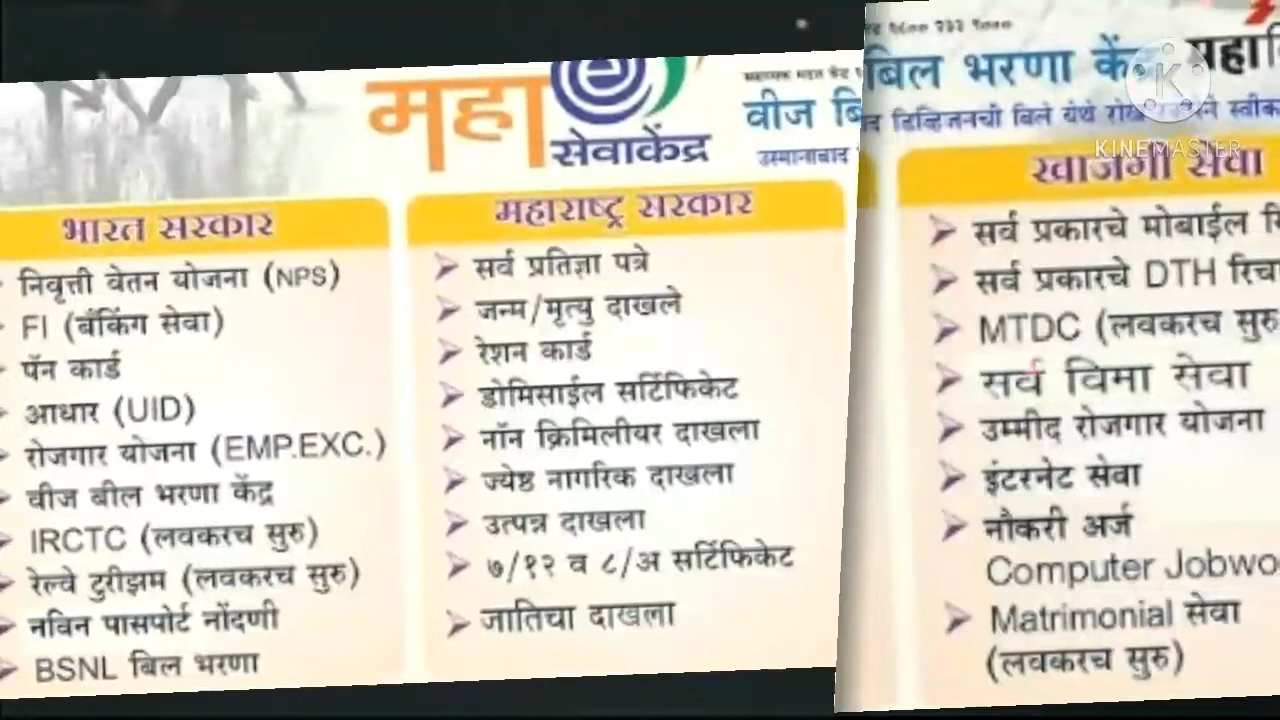 महा
सेवाकेंद्र
वीज बि
उस्मानाबाद
भारत सरकार
निवृत्ती वेतन योजना (NPS)
FI (बँकिंग सेवा)
पॅन कार्ड
आधार (UID)
रोजगार योजना (EMP.EXC.)
वीज बील भरणा केंद्र
IRCTC (लवकरच सुरु)
रेल्वे टुरीझम (लवकरच सुरु)
नविन पासपोर्ट नोंदणी
BSNL बिल भरणा
महाराष्ट्र सरकार
सर्व प्रतिज्ञा पत्रे
जन्म/मृत्यु दाखले
रेशन कार्ड
डोमिसाईल सर्टिफिकेट
नॉन क्रिमिलीयर दाखला
ज्येष्ठ नागरिक दाखला
उत्पन्न दाखला
७/१२ व ८/अ सर्टिफिकेट
जातिचा दाखला
बिल भरणा कें महा
डिव्हिजनची बिले येथे स्वीक
KINEMASTER
खाजगी सेवा
सर्व प्रकारचे मोबाईल रि
सर्व प्रकारचे DTH रिचा
MTDC (लवकरच सुरु
सर्व विमा सेवा
उम्मीद रोजगार योजना
इंटरनेट सेवा
नौकरी अर्ज
Computer Jobwo
Matrimonial सेवा
(लवकरच सुरु)